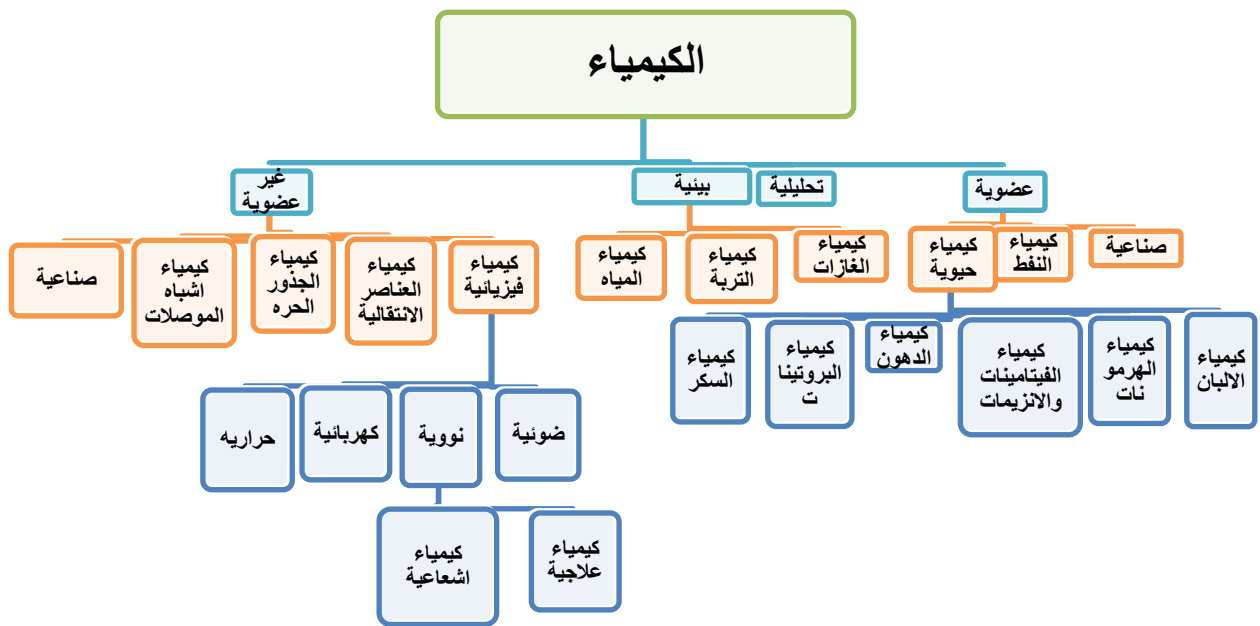 الكيمياء
عضوية
تحليلية
بيئية
غير
عضوية
صناعية
كيمياء
النفط
كيمياء
حيوية
كيمياء
الغازات
كيمياء
التربة
كيمياء
المياه
كيمياء
فيزيائية
كيمياء
العناصر
الانتقالية
كيمياء
الجذور
الحره
كيمياء
اشباه
الموصلات
صناعية
كيمياء
الالبان
كيمياء
الهرمو
نات
كيمياء
الفيتامينات
والانزيمات
كيمياء
الدهون
كيمياء
البروتينا
ت
كيمياء
السكر
ضوئية
نووية
كهربائية
حراريه
كيمياء
علاجية
كيمياء
اشعاعية